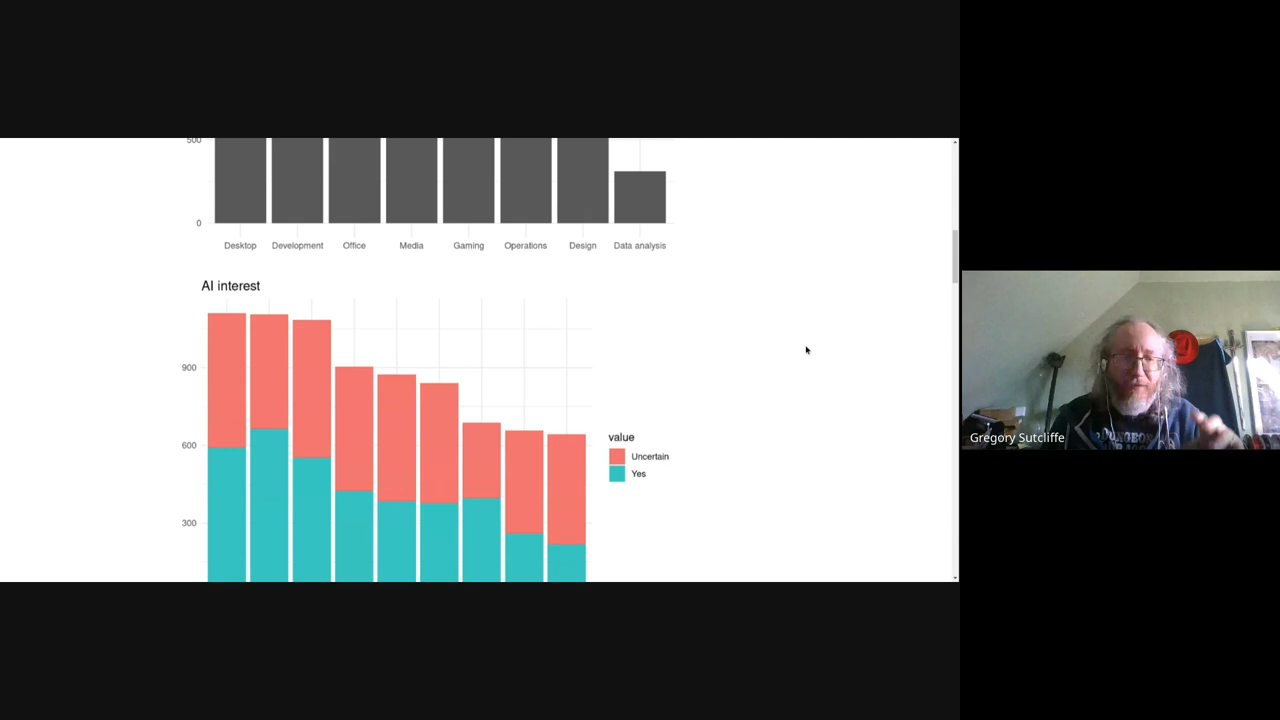 500
0
Desktop Development Office Media Gaming Operations Design Data analysis
AI interest
900
600
300
value
Uncertain
Yes
Gregory Sutcliffe